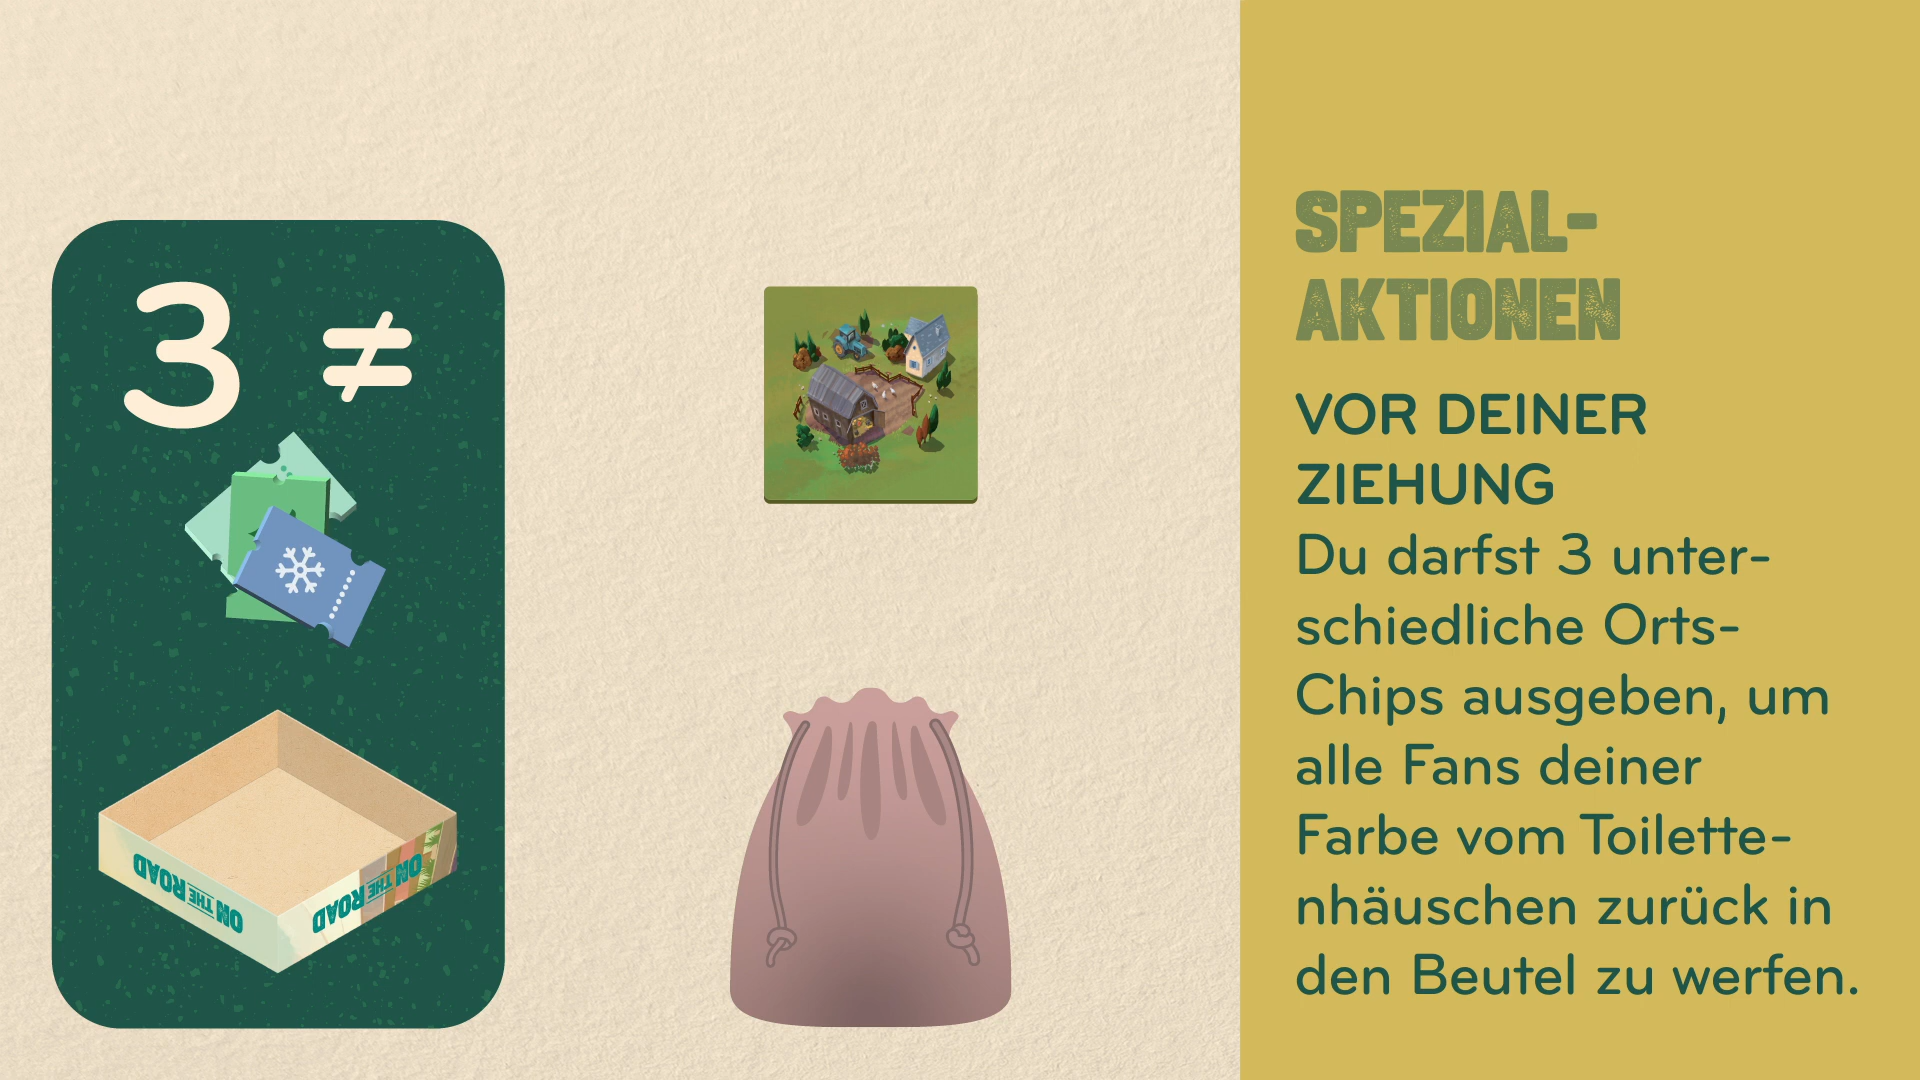 3 ≠
ON THE ROAD
ON THE ROAD
SPEZIAL-
AKTIONEN
VOR DEINER
ZIEHUNG
Du darfst 3 unter-
schiedliche Orts-
Chips ausgeben, um
alle Fans deiner
Farbe vom Toilette-
nhäuschen zurück in
den Beutel zu werfen.